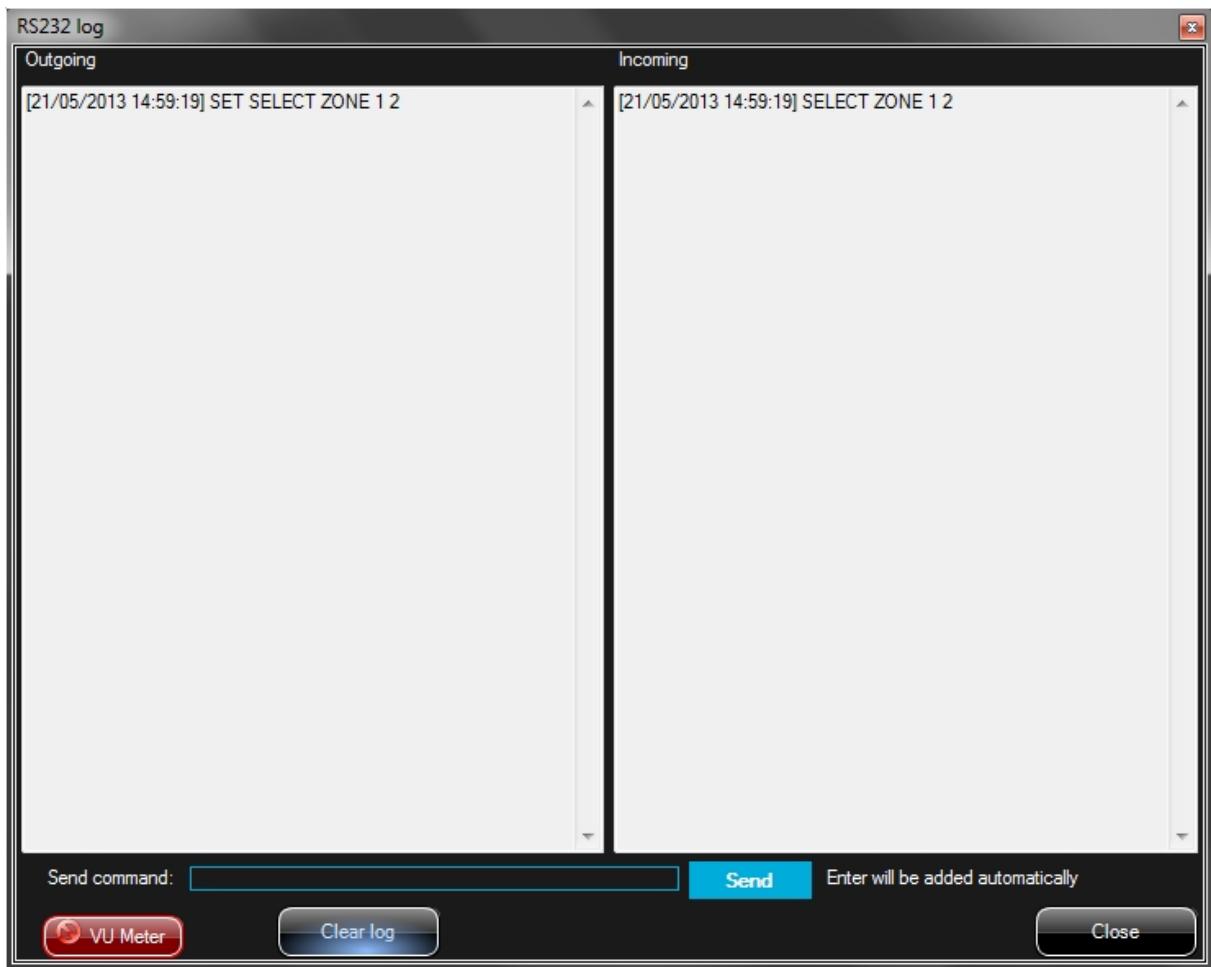 RS232 log
Outgoing
Incoming
[21/05/2013 14:59:19] SET SELECT ZONE 1 2
[21/05/2013 14:59:19] SELECT ZONE 1 2
Send command:
Send
Enter will be added automatically
VU Meter
Clear log
Close